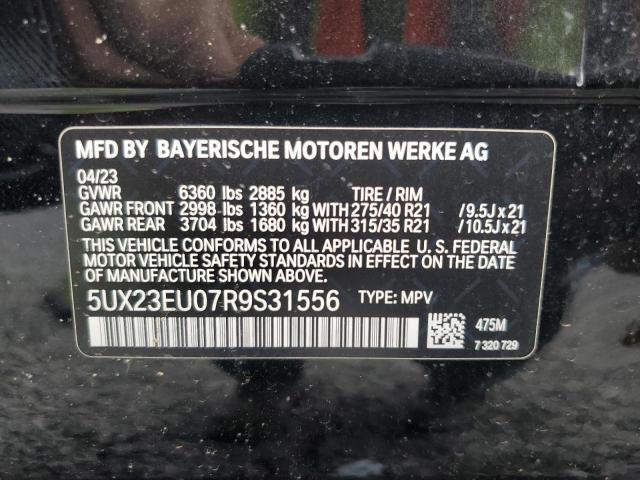 MFD BY BAYERISCHE MOTOREN WERKE AG
04/23
GVWR 6360 lbs 2885 kg TIRE / RIM
GAWR FRONT 2998 lbs 1360 kg WITH 275/40 R21 /9.5J x 21
GAWR REAR 3704 lbs 1680 kg WITH 315/35 R21 /10.5J x 21
THIS VEHICLE CONFORMS TO ALL APPLICABLE U. S. FEDERAL
MOTOR VEHICLE SAFETY STANDARDS IN EFFECT ON THE
DATE OF MANUFACTURE SHOWN ABOVE.
5UX23EU07R9S31556 TYPE: MPV
475M
7 320 729